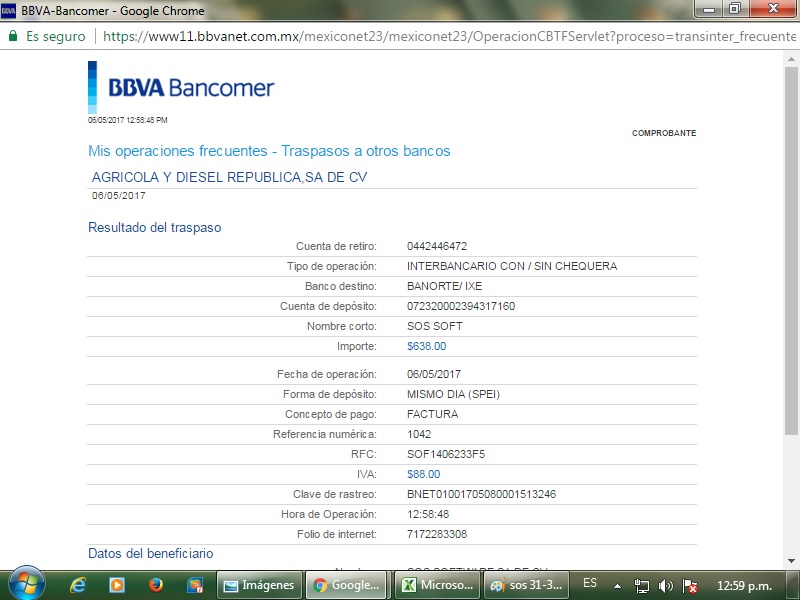 BBVA-Bancomer - Google Chrome
Es seguro https://www11.bbvanet.com.mx/mexiconet23/mexiconet23/OperacionCBTFServlet?proceso=transinter_frecuente
BBVA Bancomer
06/05/2017 12:58:48 PM
COMPROBANTE
Mis operaciones frecuentes - Traspasos a otros bancos
AGRICOLA Y DIESEL REPUBLICA,SA DE CV
06/05/2017
Resultado del traspaso
Cuenta de retiro: 0442446472
Tipo de operación: INTERBANCARIO CON / SIN CHEQUERA
Banco destino: BANORTE/ IXE
Cuenta de depósito: 072320002394317160
Nombre corto: SOS SOFT
Importe: $638.00
Fecha de operación: 06/05/2017
Forma de depósito: MISMO DIA (SPEI)
Concepto de pago: FACTURA
Referencia numérica: 1042
RFC: SOF1406233F5
IVA: $88.00
Clave de rastreo: BNET01001705080001513246
Hora de Operación: 12:58:48
Folio de internet: 7172283308
Datos del beneficiario
SOS SOFTWARE SA DE CV
Imágenes Google... Microso... sos 31-3... ES 12:59 p.m.